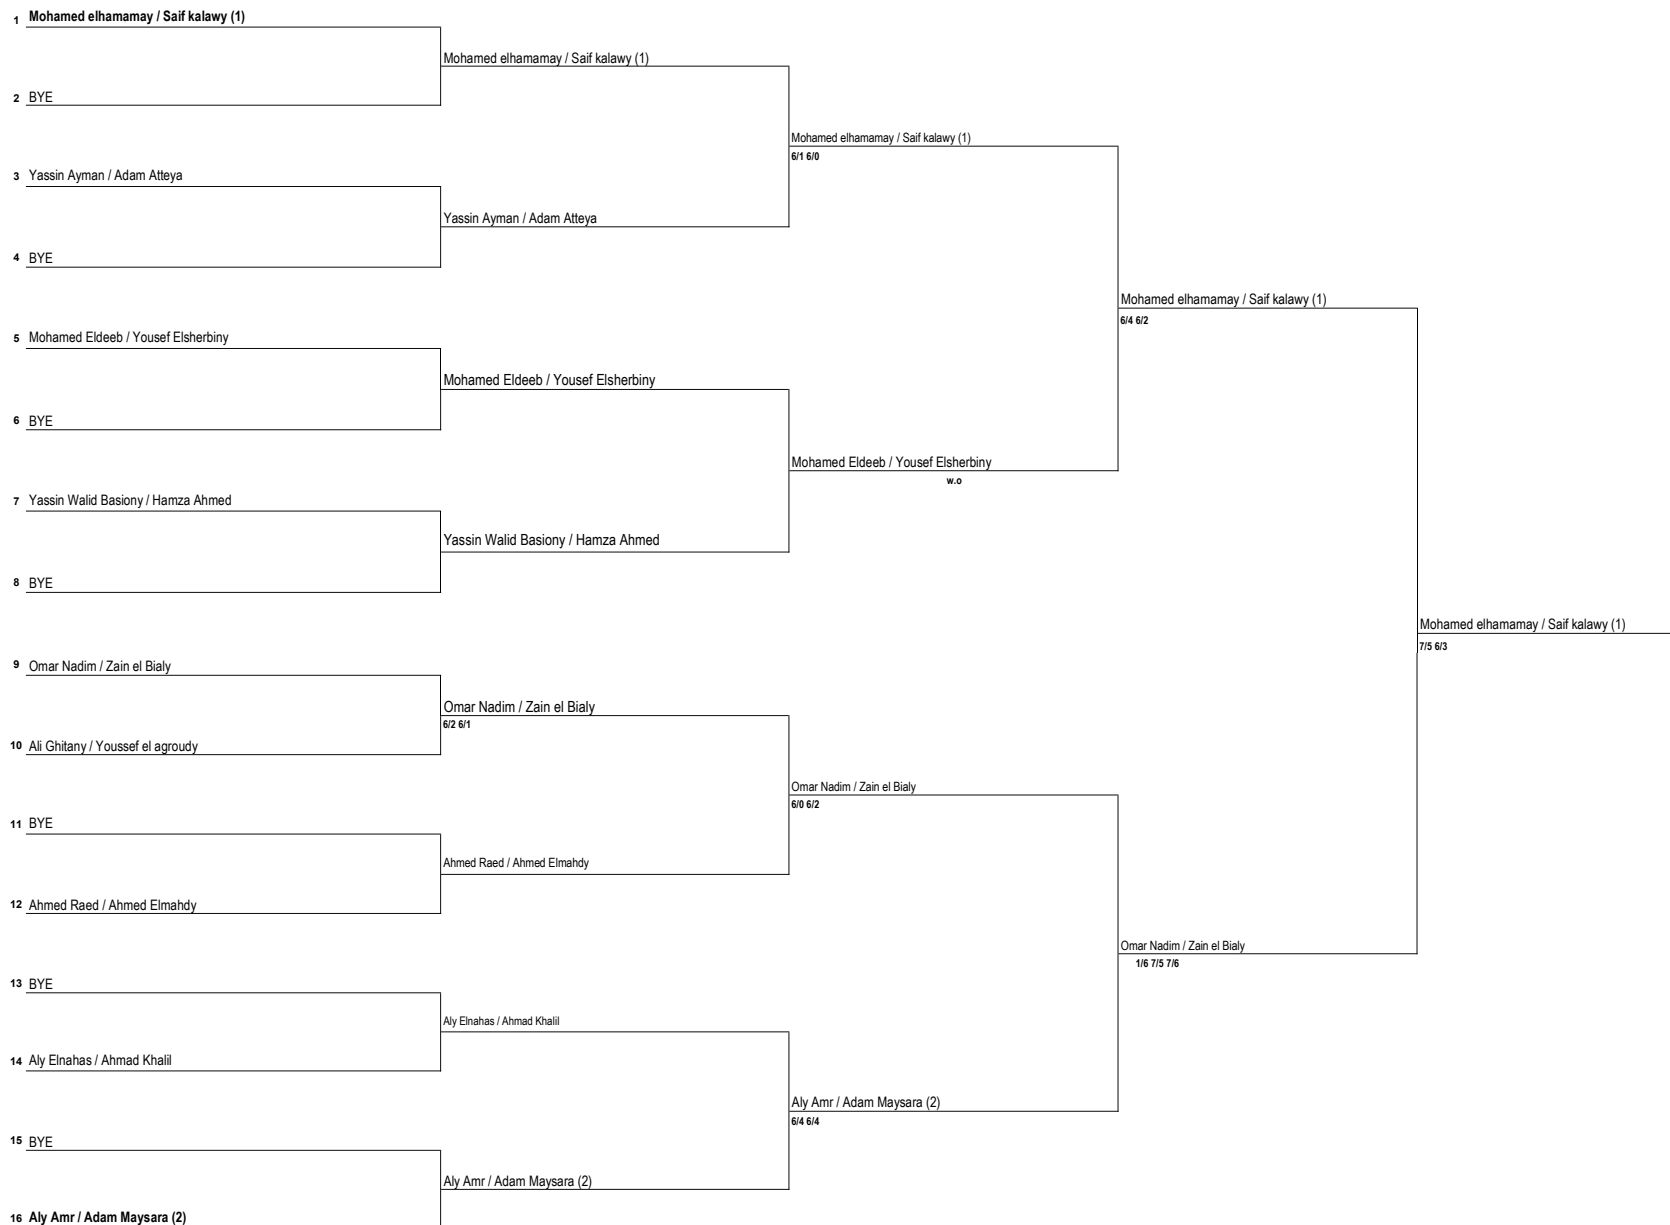 1 Mohamed elhamamay / Saif kalawy (1)
Mohamed elhamamay / Saif kalawy (1)
2 BYE
Mohamed elhamamay / Saif kalawy (1)
6/1 6/0
3 Yassin Ayman / Adam Atteya
Yassin Ayman / Adam Atteya
4 BYE
Mohamed elhamamay / Saif kalawy (1)
6/4 6/2
5 Mohamed Eldeeb / Yousef Elsherbiny
Mohamed Eldeeb / Yousef Elsherbiny
6 BYE
Mohamed Eldeeb / Yousef Elsherbiny
w.o
7 Yassin Walid Basiony / Hamza Ahmed
Yassin Walid Basiony / Hamza Ahmed
8 BYE
Mohamed elhamamay / Saif kalawy (1)
7/5 6/3
9 Omar Nadim / Zain el Bialy
Omar Nadim / Zain el Bialy
6/2 6/1
10 Ali Ghitany / Youssef el agroudy
Omar Nadim / Zain el Bialy
6/0 6/2
11 BYE
Ahmed Raed / Ahmed Elmahdy
12 Ahmed Raed / Ahmed Elmahdy
Omar Nadim / Zain el Bialy
1/6 7/5 7/6
13 BYE
Aly Elnahas / Ahmad Khalil
14 Aly Elnahas / Ahmad Khalil
Aly Amr / Adam Maysara (2)
6/4 6/4
15 BYE
Aly Amr / Adam Maysara (2)
16 Aly Amr / Adam Maysara (2)